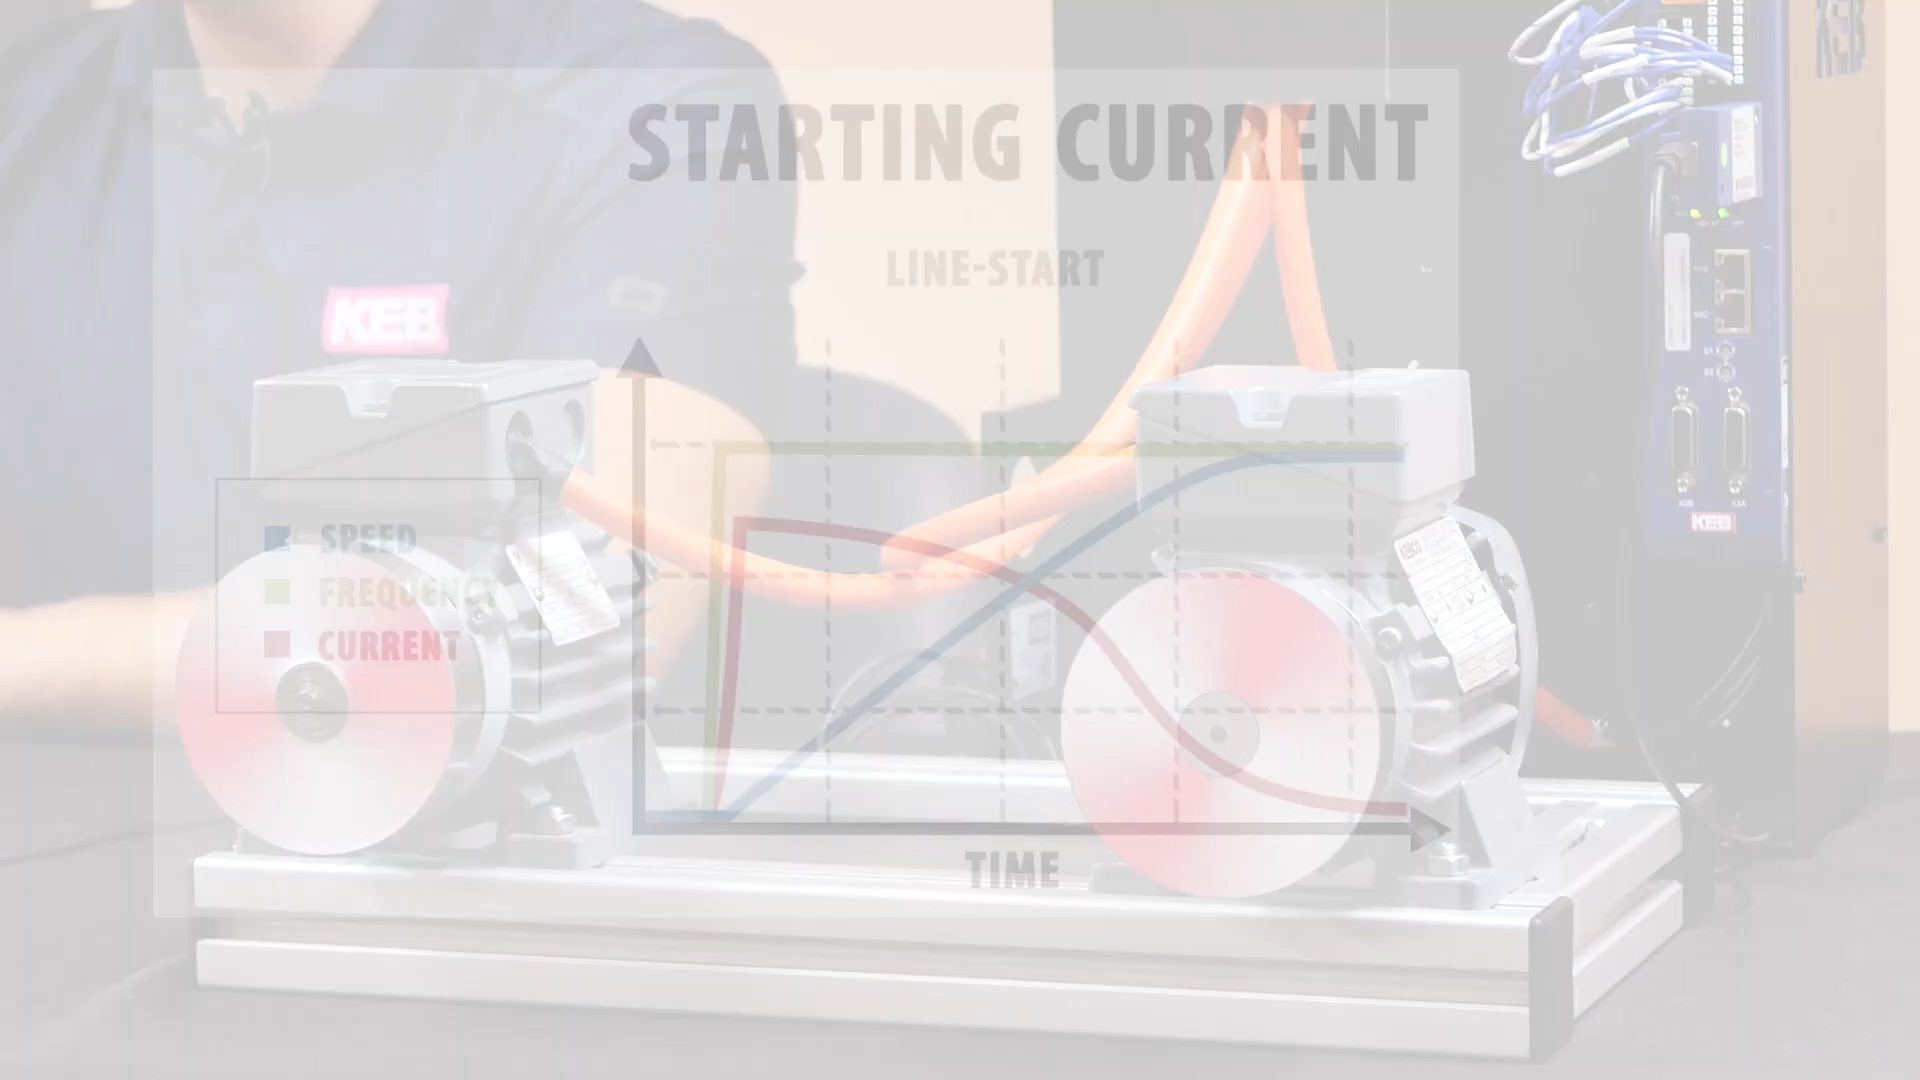 STARTING CURRENT
LINE-START
KEB
KEB
SPEED
FREQUENCY
CURRENT
TIME
KEB